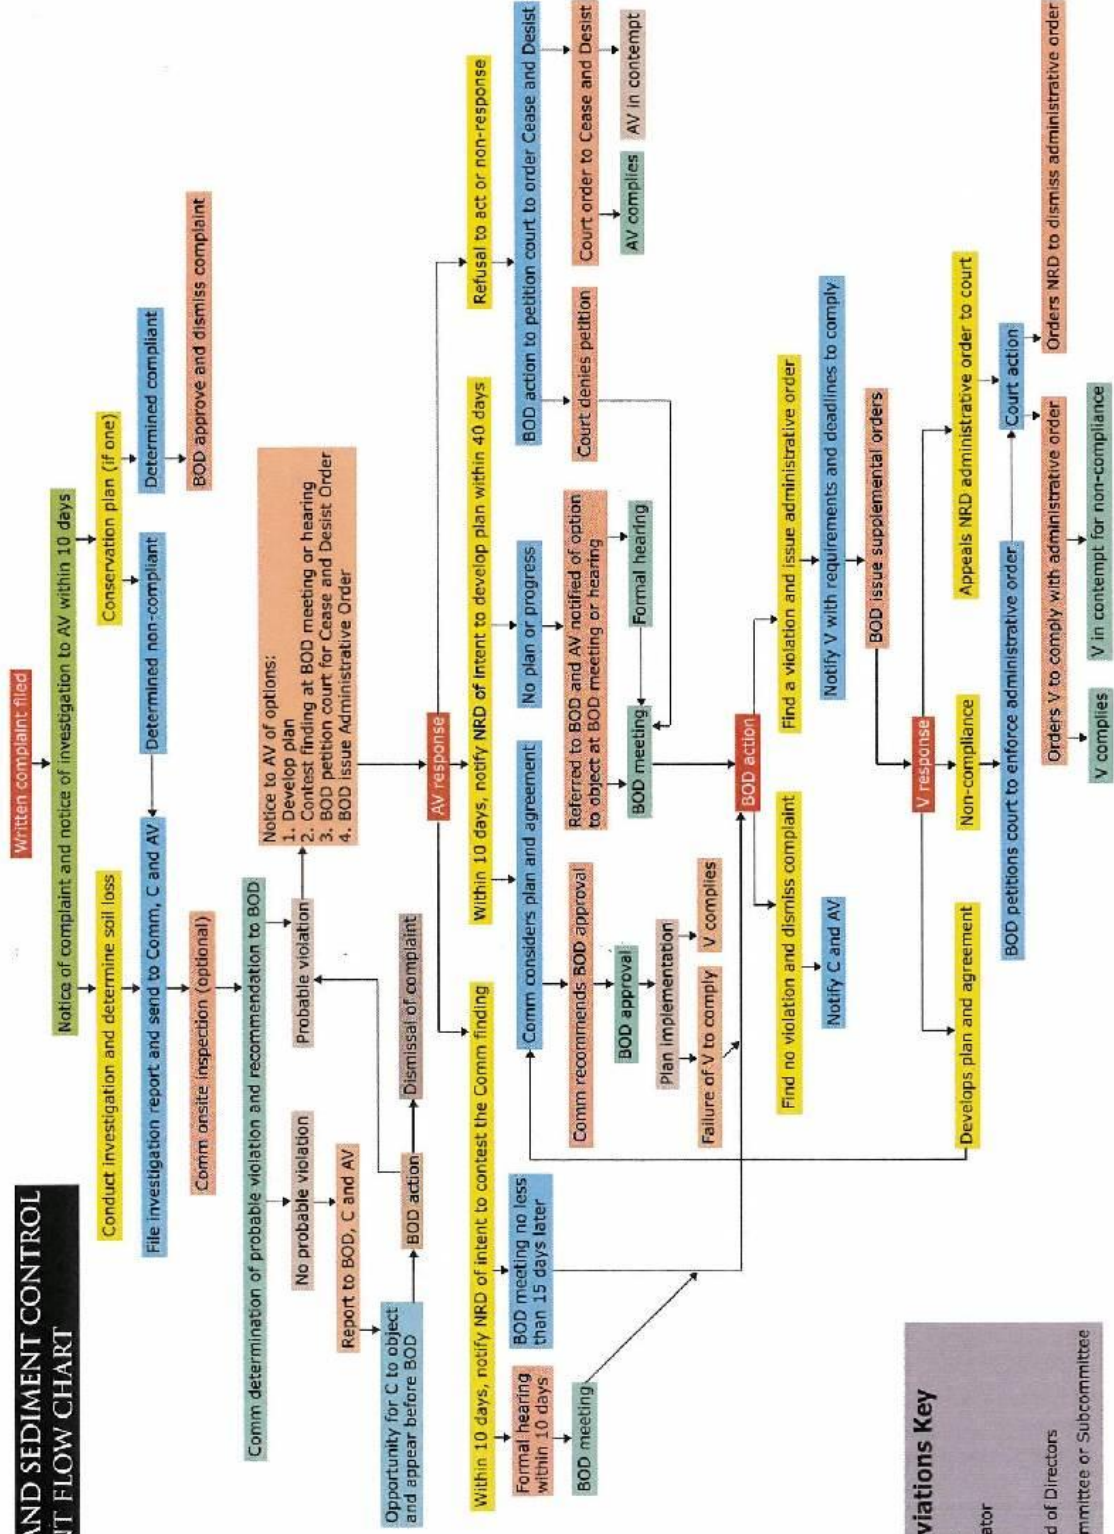 AND SEDIMENT CONTROL
NT FLOW CHART
Written complaint filed
Notice of complaint and notice of investigation to AV within 10 days
Conduct investigation and determine soil loss
Conservation plan (if one)
File investigation report and send to Comm, C and AV
Determined non-compliant
Determined compliant
Comm onsite inspection (optional)
BOD approve and dismiss complaint
Comm determination of probable violation and recommendation to BOD
No probable violation
Probable violation
Notice to AV of options:
1. Develop plan
2. Contest finding at BOD meeting or hearing
3. BOD petition court for Cease and Desist Order
4. BOD issue Administrative Order
Report to BOD, C and AV
Opportunity for C to object
and appear before BOD
BOD action
Dismissal of complaint
AV response
Within 10 days, notify NRD of intent to contest the Comm finding
Within 10 days, notify NRD of Intent to develop plan within 40 days
Refusal to act or non-response
Formal hearing
within 10 days
BOD meeting no less
than 15 days later
Comm considers plan and agreement
No plan or progress
BOD action to petition court to order Cease and Desist
BOD meeting
Comm recommends BOD approval
Referred to BOD and AV notified of option
to object at BOD meeting or hearing
Court denies petition
Court order to Cease and Desist
BOD approval
BOD meeting
Formal hearing
AV complies
AV in contempt
Plan implementation
Failure of V to comply
V complies
BOD action
Find no violation and dismiss complaint
Find a violation and issue administrative order
Notify C and AV
Notify V with requirements and deadlines to comply
BOD issue supplemental orders
V response
Develops plan and agreement
Non-compliance
Appeals NRD administrative order to court
BOD petitions court to enforce administrative order
Court action
Orders V to comply with administrative order
Orders NRD to dismiss administrative order
V complies
V in contempt for non-compliance
viations Key
ator
d of Directors
mmittee or Subcommittee